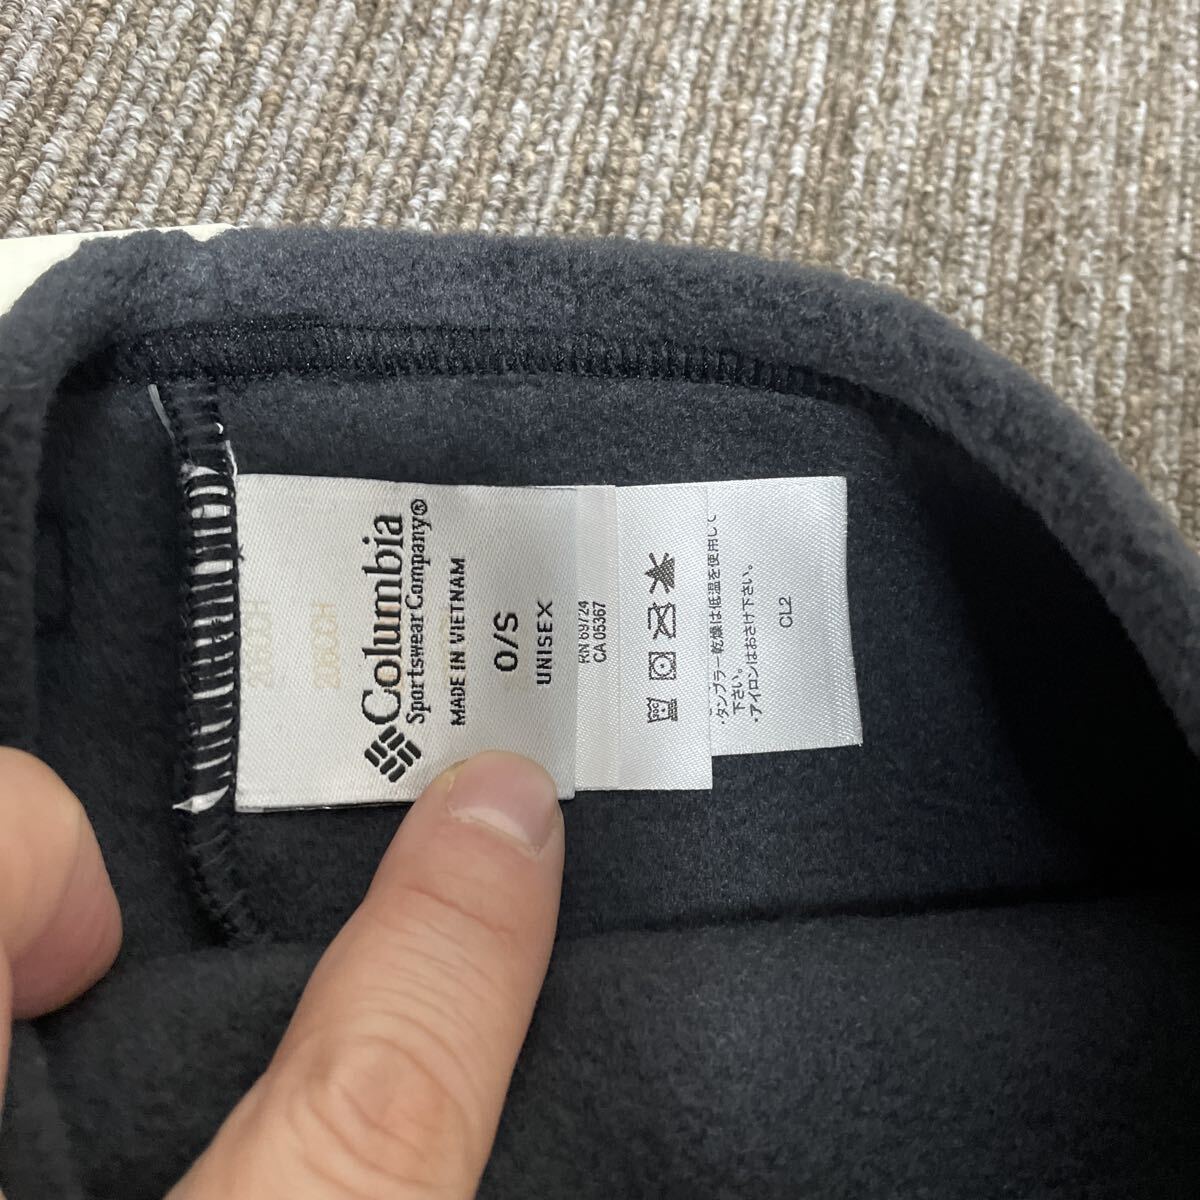 Columbia
Sportswear Company®
MADE IN VIETNAM
O/S
UNISEX
RN 69724
CA 05367
・タンブラー乾燥は低温を使用して
下さい。
・アイロンはおさけ下さい。
CL2